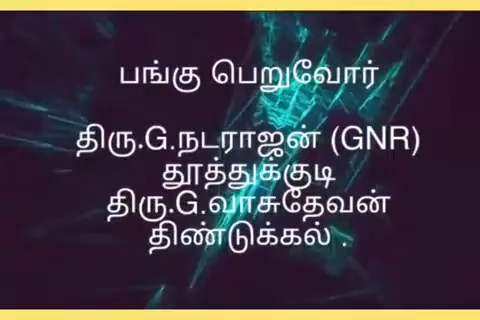 பங்கு பெறுவோர்
திரு.G.நடராஜன் (GNR)
தூத்துக்குடி
திரு.G.வாசுதேவன்
திண்டுக்கல் .